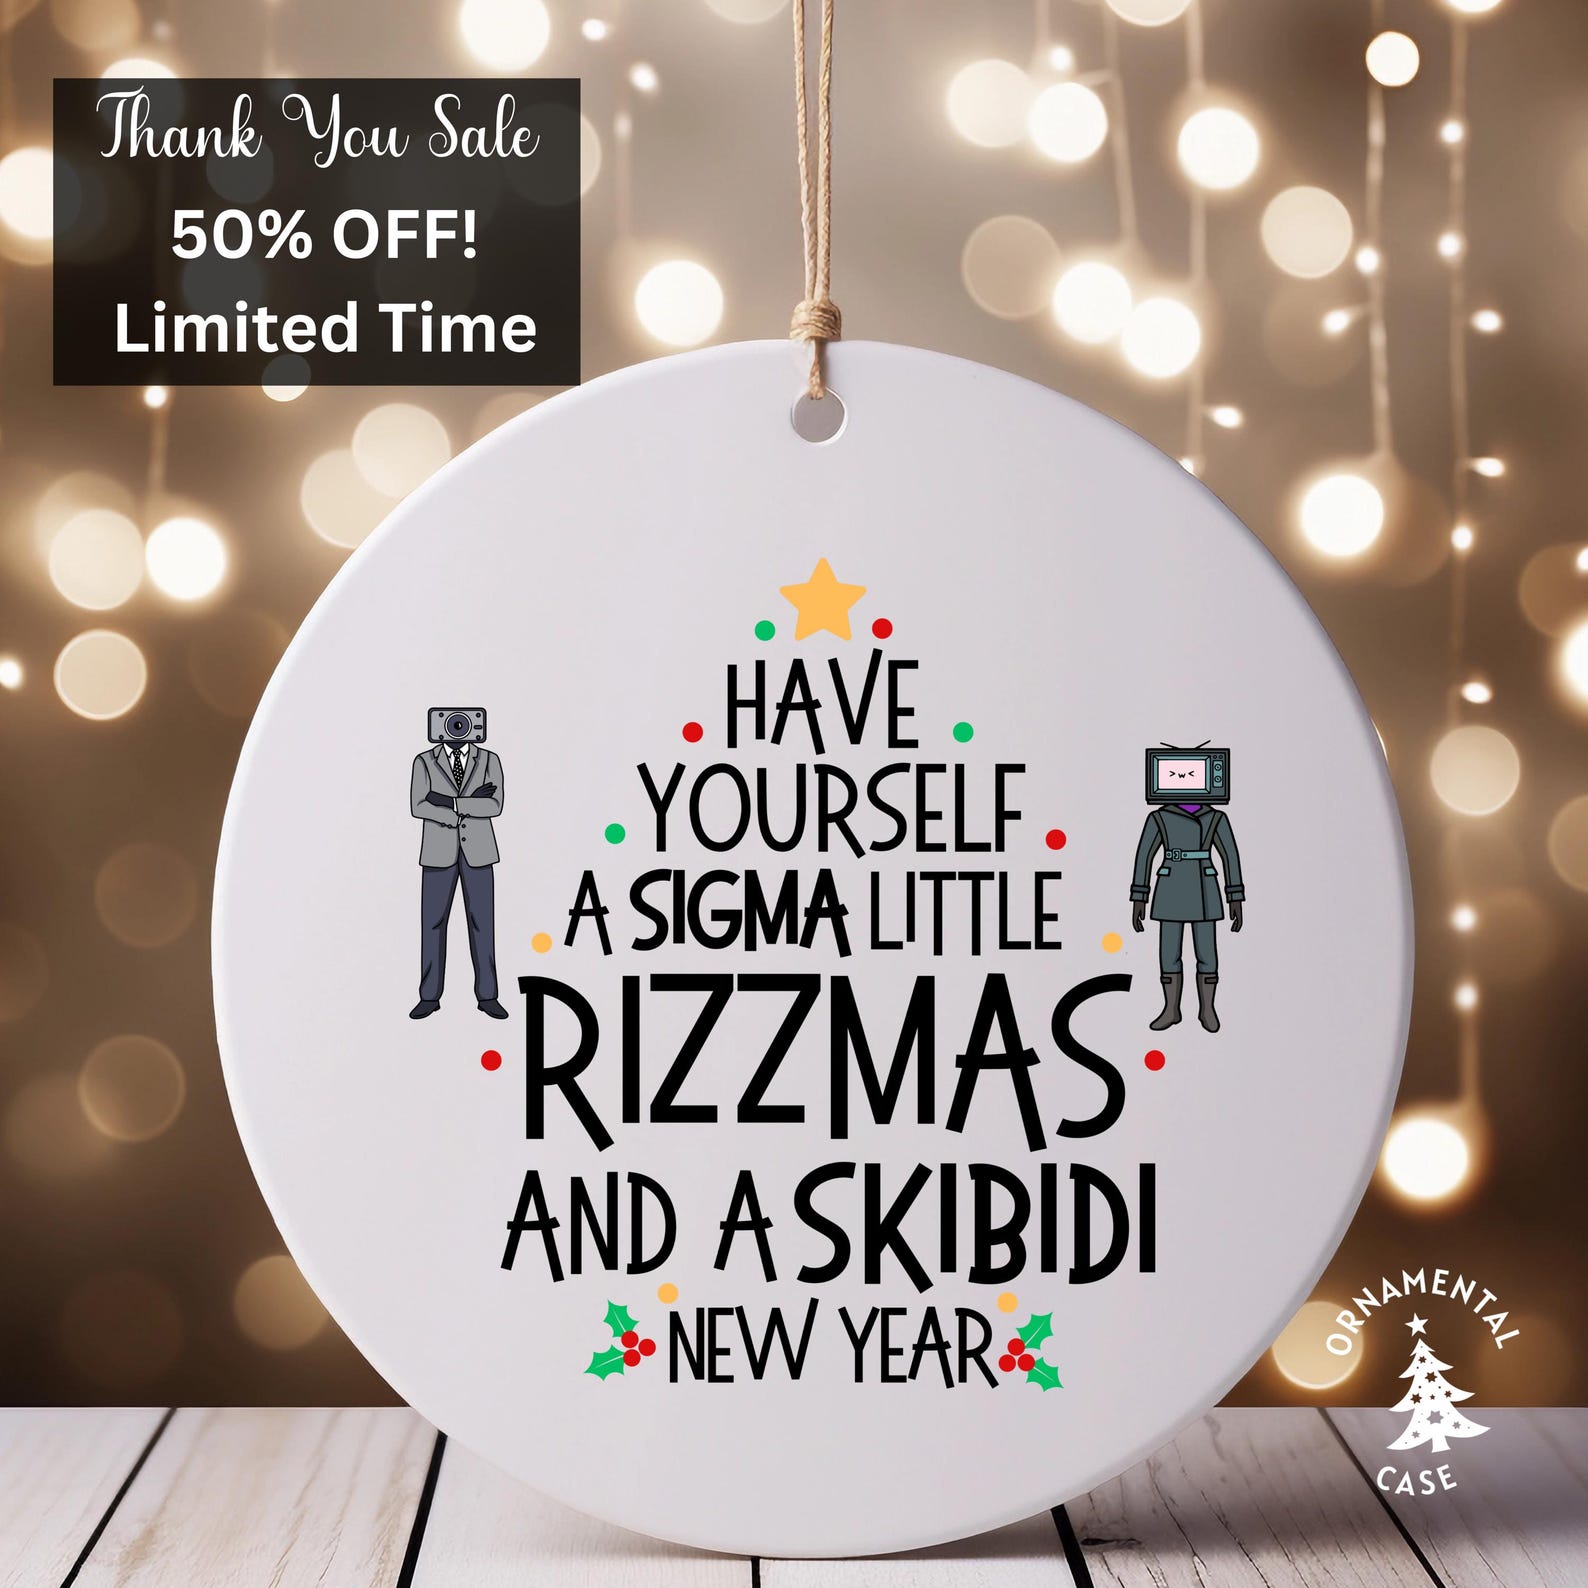 Thank You Sale
50% OFF!
Limited Time
HAVE
YOURSELF
A SIGMA LITTLE
RIZZMAS
AND A SKIBIDI
NEW YEAR
ORNAMENTAL
CASE